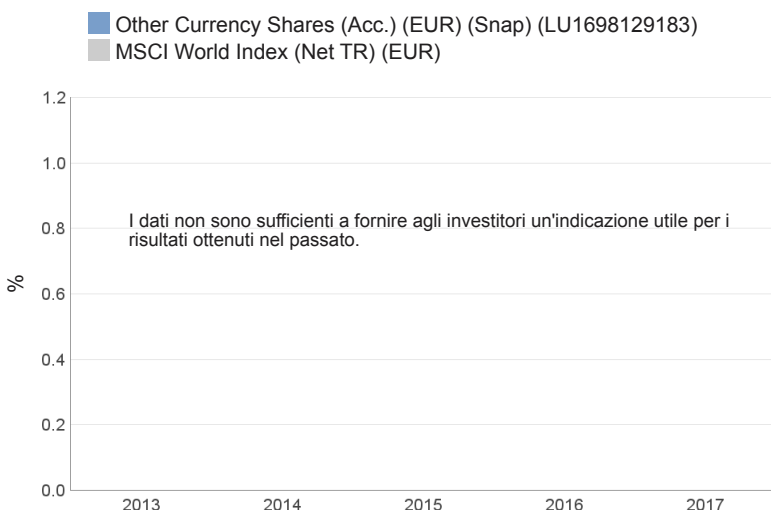 Other Currency Shares (Acc.) (EUR) (Snap) (LU1698129183)
MSCI World Index (Net TR) (EUR)
1.2
1.0
I dati non sono sufficienti a fornire agli investitori un'indicazione utile per i
0.8
risultati ottenuti nel passato.
%
0.6
0.4
0.2
0.0
2013 2014 2015 2016 2017